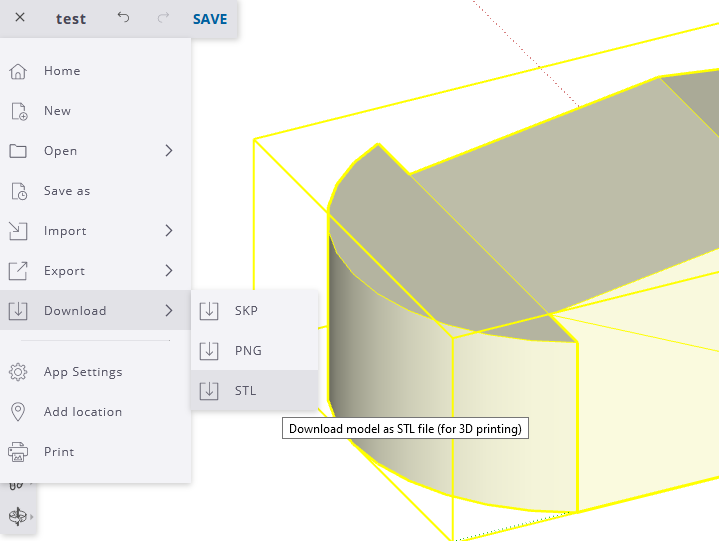 test SAVE
Home
New
Open
Save as
Import
Export
Download
SKP
PNG
STL
Download model as STL file (for 3D printing)
App Settings
Add location
Print